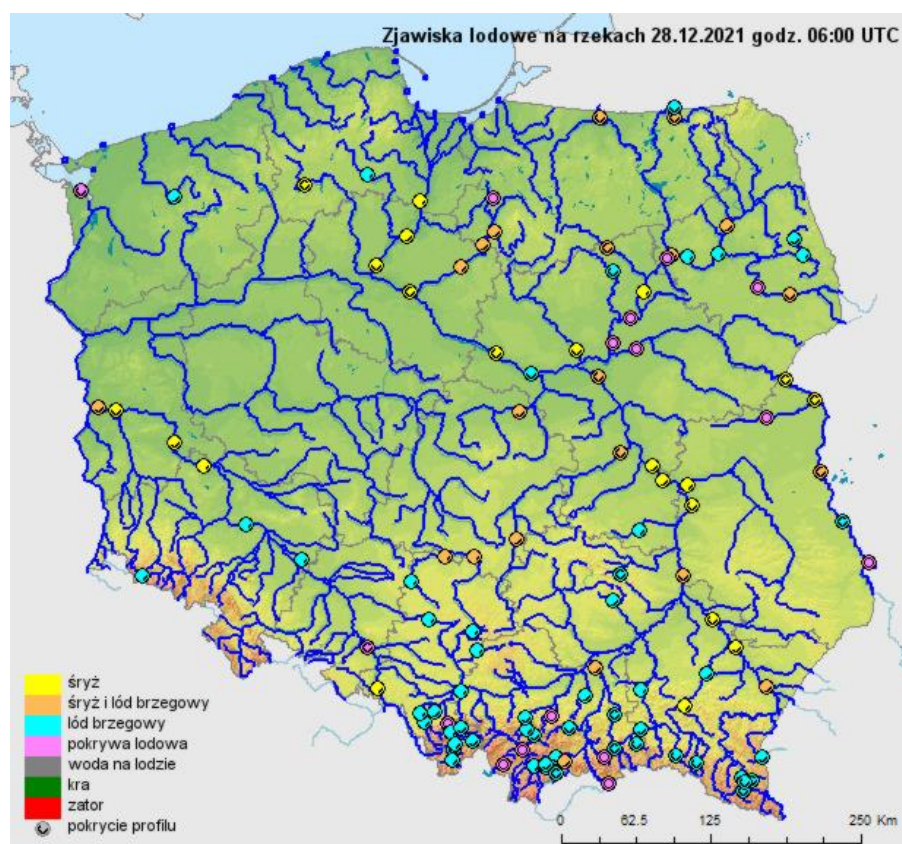 Zjawiska lodowe na rzekach 28.12.2021 godz. 06:00 UTC
śryż
śryż i lód brzegowy
lód brzegowy
pokrywa lodowa
woda na lodzie
kra
zator
pokrycie profilu
0 62.5 125 250 Km